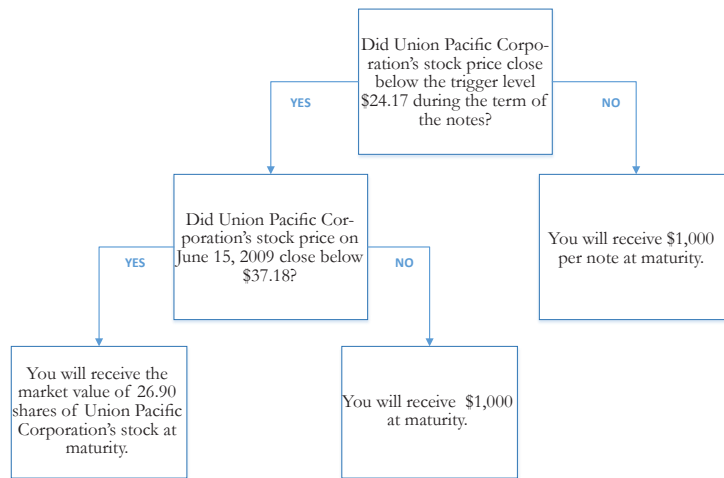 Did Union Pacific Corpo-
ration's stock price close
below the trigger level
$24.17 during the term of
the notes?
YES
NO
Did Union Pacific Cor-
poration's stock price on
June 15, 2009 close below
$37.18?
You will receive $1,000
per note at maturity.
YES
NO
You will receive the
market value of 26.90
shares of Union Pacific
Corporation's stock at
maturity.
You will receive $1,000
at maturity.